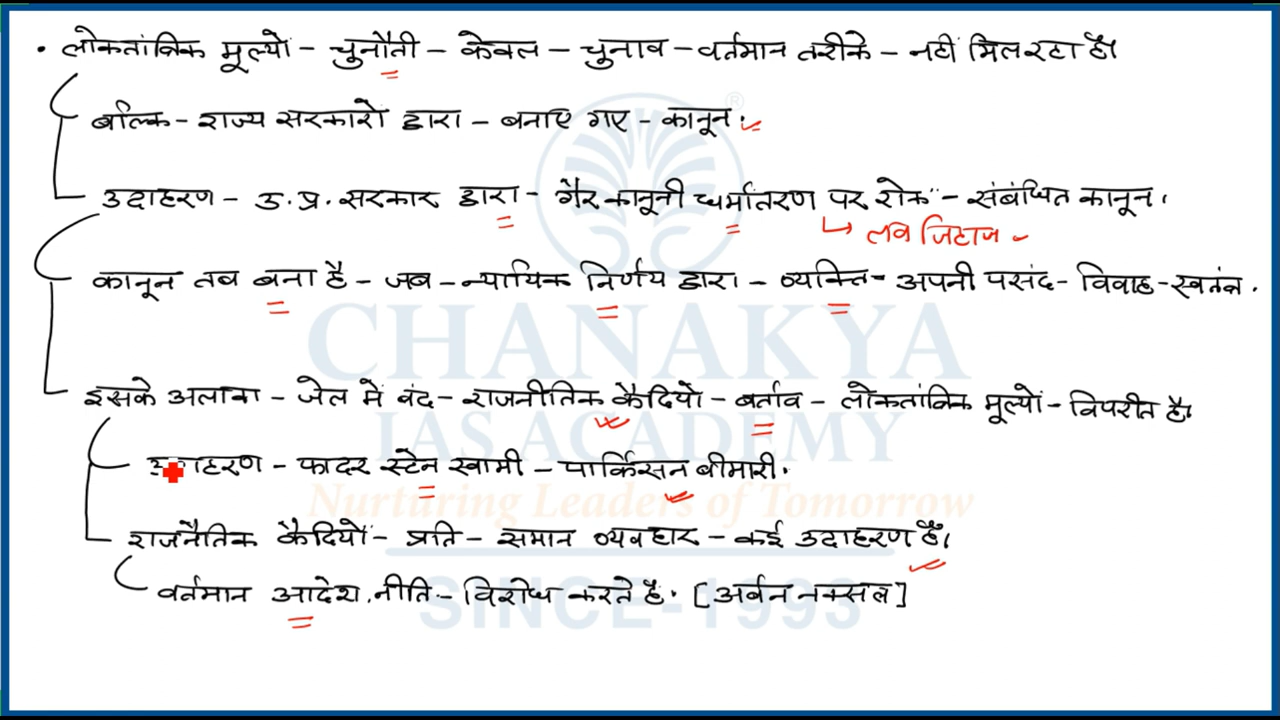 • लोकतांत्रिक मूल्यों - चुनौती - केवल - चुनाव - वर्तमान तरीके - नहीं मिल रहा है।
बल्कि - राज्य सरकारों द्वारा - बनाए गए - कानून।
उदाहरण - उ.प्र. सरकार द्वारा - गैर कानूनी धर्मांतरण पर रोक - संबंधित कानून।
↳ लव जिहाज
कानून तब बना है - जब - न्यायिक निर्णय द्वारा - व्यक्ति - अपनी पसंद - विवाह - स्वतंत्र.
CHANAKYA
इसके अलावा - जेल में बंद - राजनीतिक कैदियों - बर्ताव - लोकतांत्रिक मूल्यों - विपरीत है।
IAS ACADEMY
उदाहरण - फादर स्टेन स्वामी - पार्किसन बीमारी.
Nurturing Leaders of Tomorrow
राजनैतिक कैदियों - प्रति - समान व्यवहार - कई उदाहरण हैं।
वर्तमान आदेश, नीति - विरोध करते है. [अर्बन नक्सल]
SINCE-1993